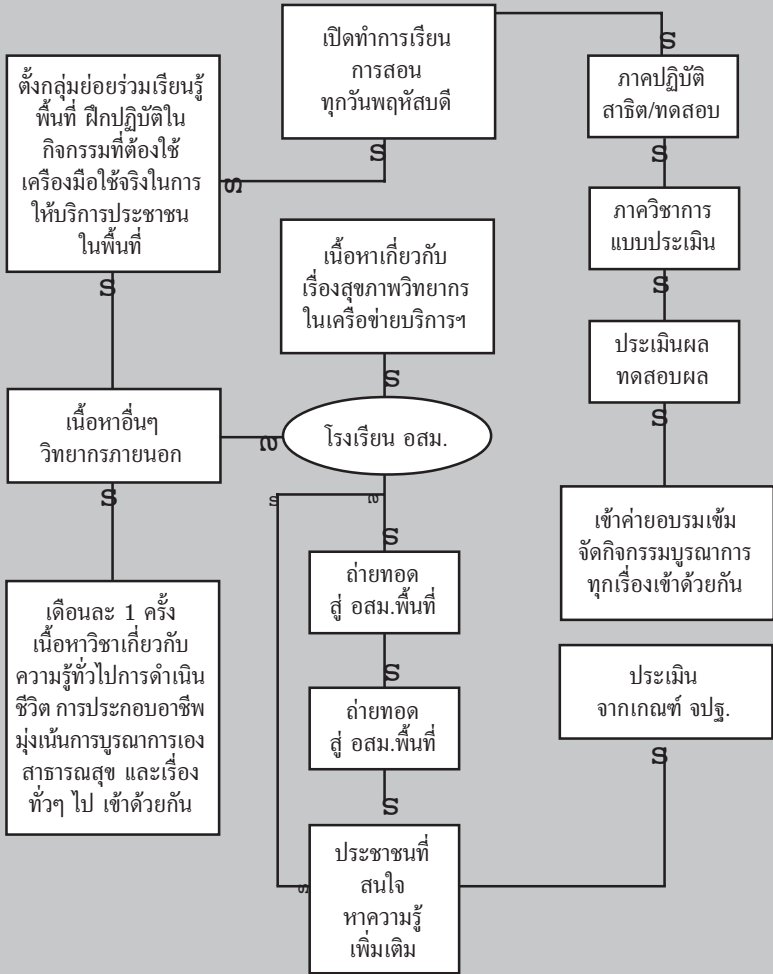 เปิดทำการเรียน
การสอน
ทุกวันพฤหัสบดี
ภาคปฏิบัติ
สาธิต/ทดสอบ
ตั้งกลุ่มย่อยร่วมเรียนรู้
พื้นที่ ฝึกปฏิบัติใน
กิจกรรมที่ต้องใช้
เครื่องมือใช้จริงในการ
ให้บริการประชาชน
ในพื้นที่
ภาควิชาการ
แบบประเมิน
เนื้อหาเกี่ยวกับ
เรื่องสุขภาพวิทยากร
ในเครือข่ายบริการฯ
ประเมินผล
ทดสอบผล
เนื้อหาอื่นๆ
วิทยากรภายนอก
โรงเรียน อสม.
เข้าค่ายอบรมเข้ม
จัดกิจกรรมบูรณาการ
ทุกเรื่องเข้าด้วยกัน
ถ่ายทอด
สู่ อสม.พื้นที่
เดือนละ 1 ครั้ง
เนื้อหาวิชาเกี่ยวกับ
ความรู้ทั่วไปการดำเนิน
ชีวิต การประกอบอาชีพ
มุ่งเน้นการบูรณาการเอง
สาธารณสุข และเรื่อง
ทั่วๆ ไป เข้าด้วยกัน
ถ่ายทอด
สู่ อสม.พื้นที่
ประเมิน
จากเกณฑ์ จปฐ.
ประชาชนที่
สนใจ
หาความรู้
เพิ่มเติม